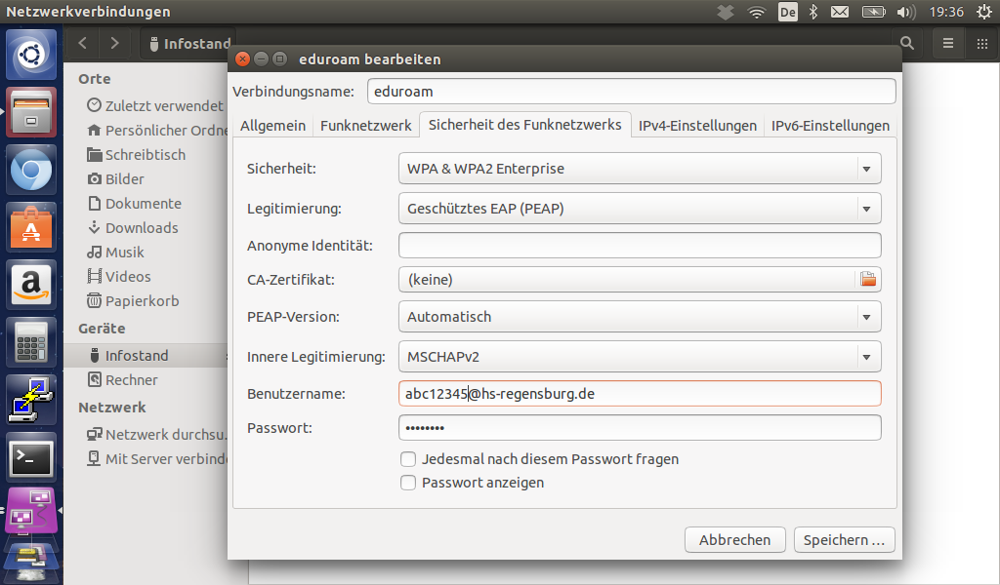 Netzwerkverbindungen
De
19:36
Infostand
eduroam bearbeiten
Verbindungsname: eduroam
Allgemein Funknetzwerk Sicherheit des Funknetzwerks IPv4-Einstellungen IPv6-Einstellungen
Sicherheit: WPA & WPA2 Enterprise
Legitimierung: Geschütztes EAP (PEAP)
Anonyme Identität:
CA-Zertifikat: (keine)
PEAP-Version: Automatisch
Innere Legitimierung: MSCHAPv2
Benutzername: abc12345@hs-regensburg.de
Passwort: ••••••••
Jedesmal nach diesem Passwort fragen
Passwort anzeigen
Abbrechen Speichern …
Orte
Zuletzt verwendet
Persönlicher Ordne
Schreibtisch
Bilder
Dokumente
Downloads
Musik
Videos
Papierkorb
Geräte
Infostand
Rechner
Netzwerk
Netzwerk durchsu…
Mit Server verbind